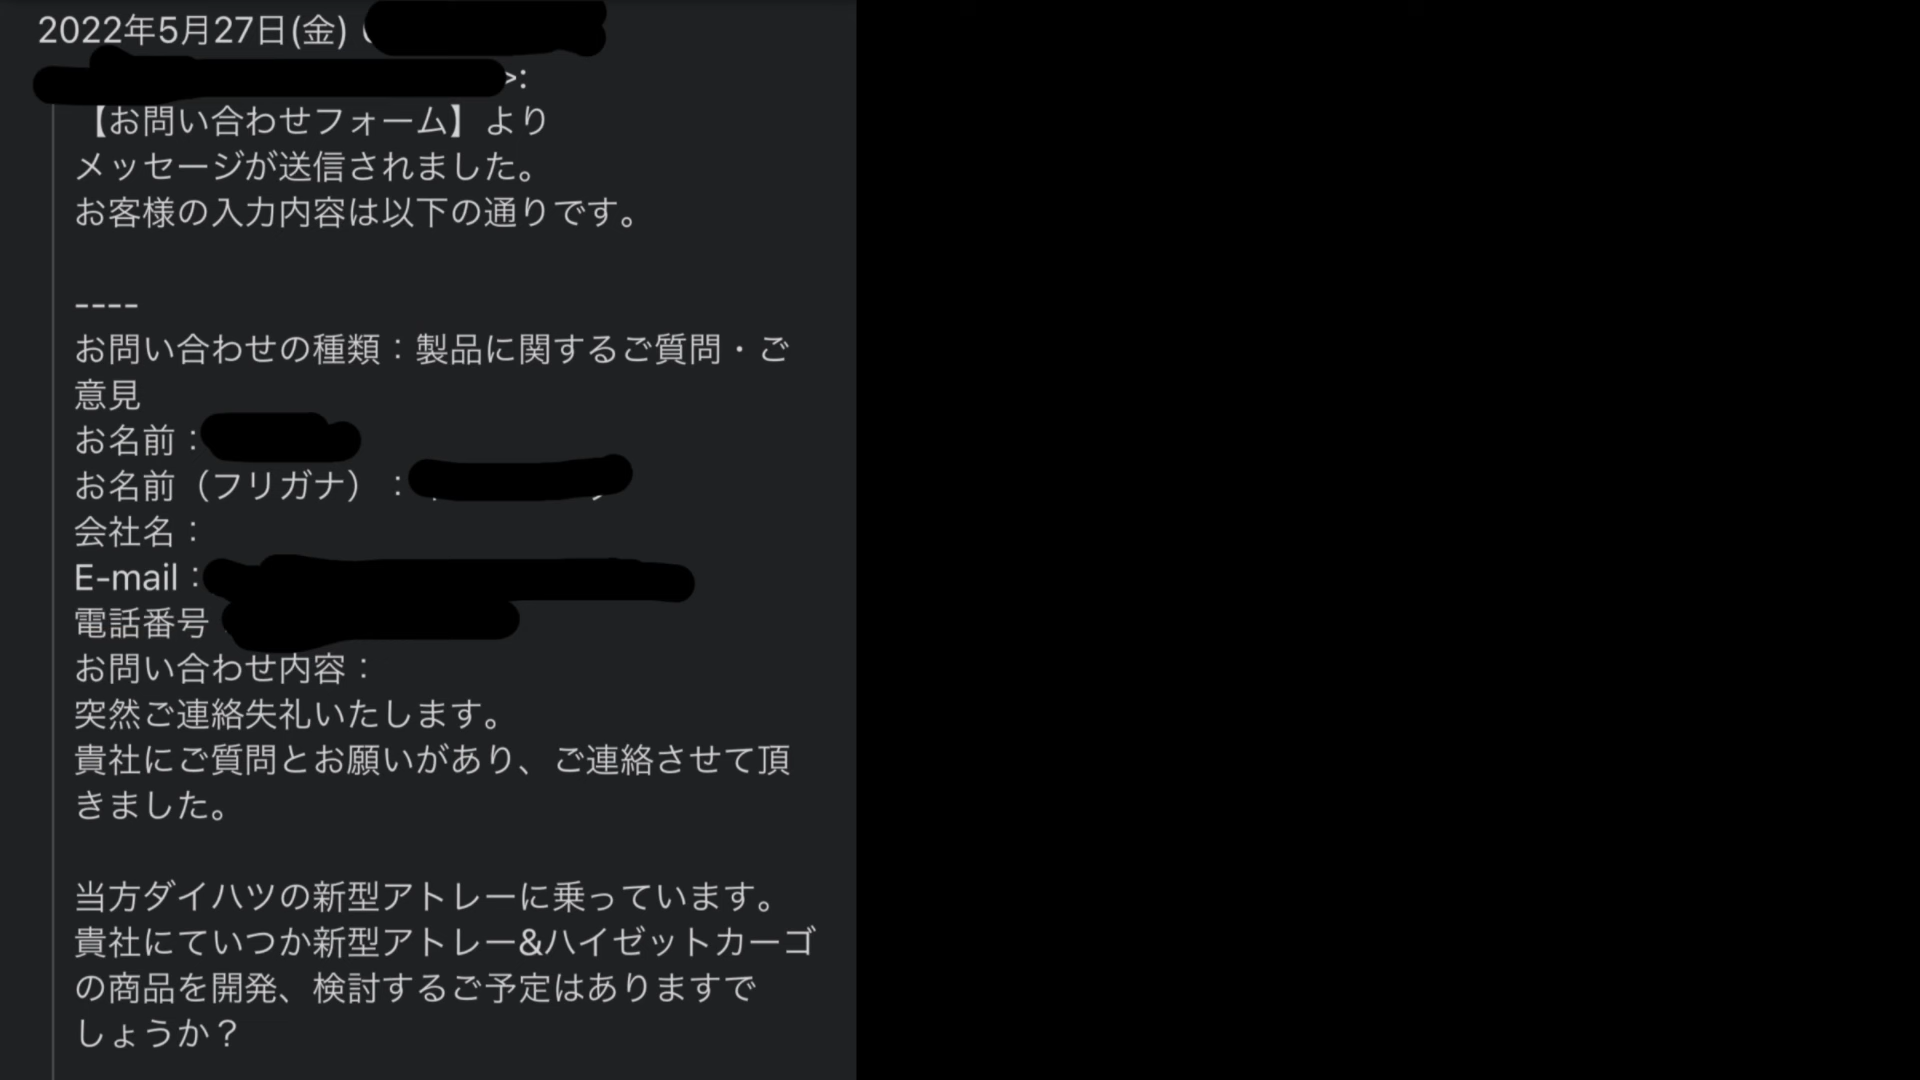 2022年5月27日(金)
>:
【お問い合わせフォーム】より
メッセージが送信されました。
お客様の入力内容は以下の通りです。
----
お問い合わせの種類：製品に関するご質問・ご
意見
お名前：
お名前（フリガナ）：
会社名：
E-mail：
電話番号
お問い合わせ内容：
突然ご連絡失礼いたします。
貴社にご質問とお願いがあり、ご連絡させて頂
きました。
当方ダイハツの新型アトレーに乗っています。
貴社にていつか新型アトレー&ハイゼットカーゴ
の商品を開発、検討するご予定はありますで
しょうか？